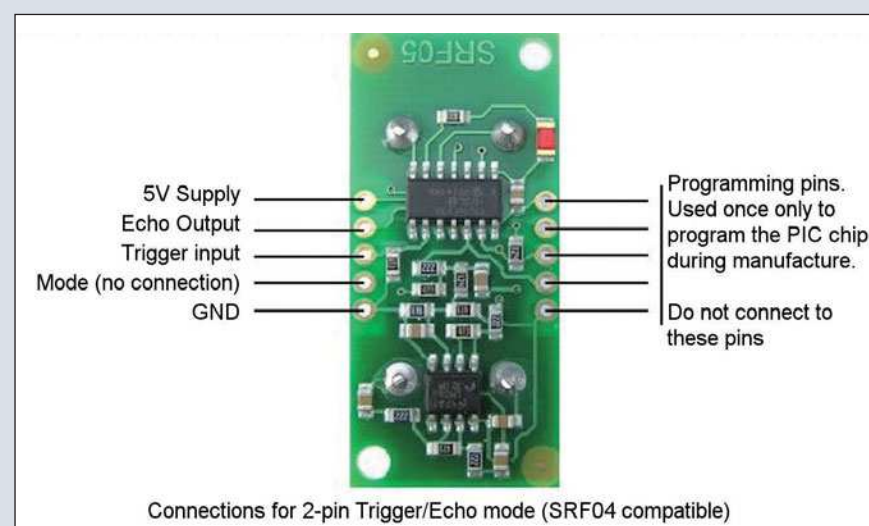 SRF05
5V Supply
Echo Output
Trigger input
Mode (no connection)
GND
Programming pins.
Used once only to
program the PIC chip
during manufacture.
Do not connect to
these pins
222
222
Connections for 2-pin Trigger/Echo mode (SRF04 compatible)